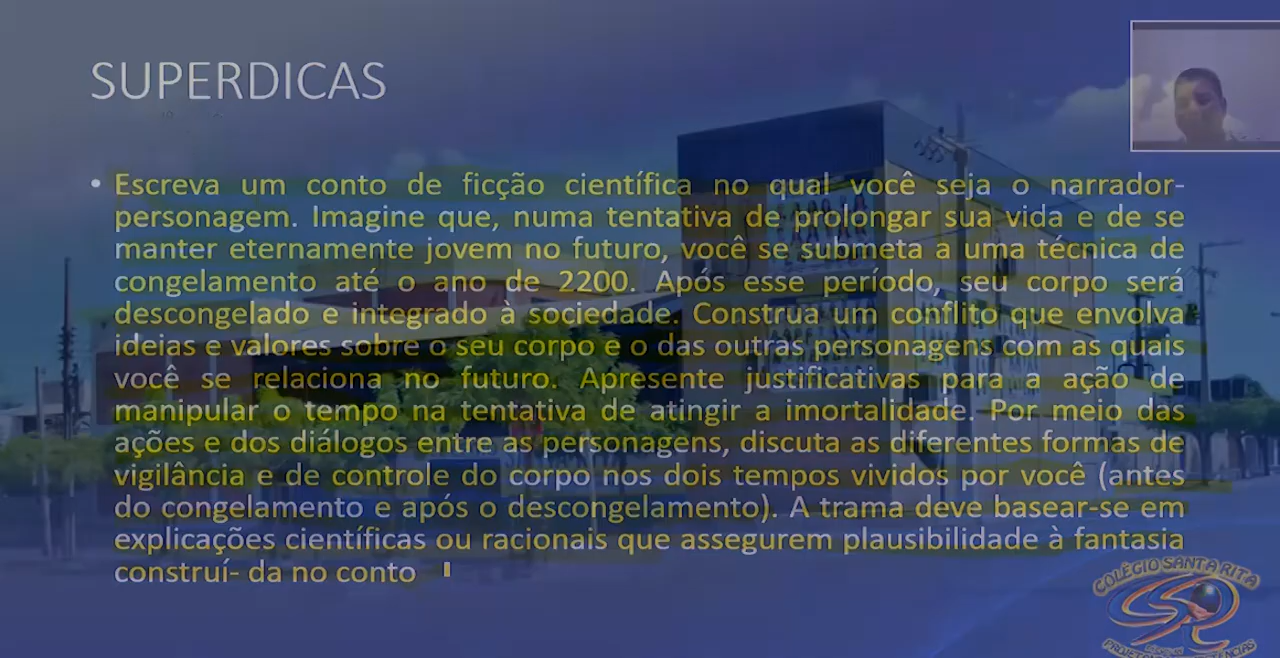 SUPERDICAS
• Escreva um conto de ficção científica no qual você seja o narrador-
personagem. Imagine que, numa tentativa de prolongar sua vida e de se
manter eternamente jovem no futuro, você se submeta a uma técnica de
congelamento até o ano de 2200. Após esse período, seu corpo será
descongelado e integrado à sociedade. Construa um conflito que envolva
ideias e valores sobre o seu corpo e o das outras personagens com as quais
você se relaciona no futuro. Apresente justificativas para a ação de
manipular o tempo na tentativa de atingir a imortalidade. Por meio das
ações e dos diálogos entre as personagens, discuta as diferentes formas de
vigilância e de controle do corpo nos dois tempos vividos por você (antes
do congelamento e após o descongelamento). A trama deve basear-se em
explicações científicas ou racionais que assegurem plausibilidade à fantasia
construí- da no conto
COLÉGIO SANTA RITA